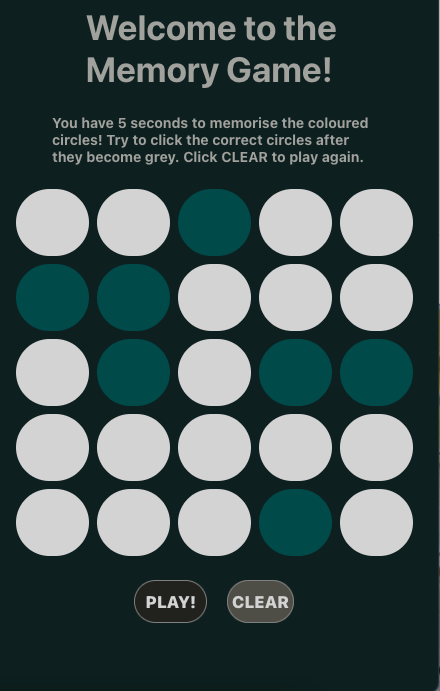 Welcome to the
Memory Game!
You have 5 seconds to memorise the coloured
circles! Try to click the correct circles after
they become grey. Click CLEAR to play again.
PLAY!
CLEAR